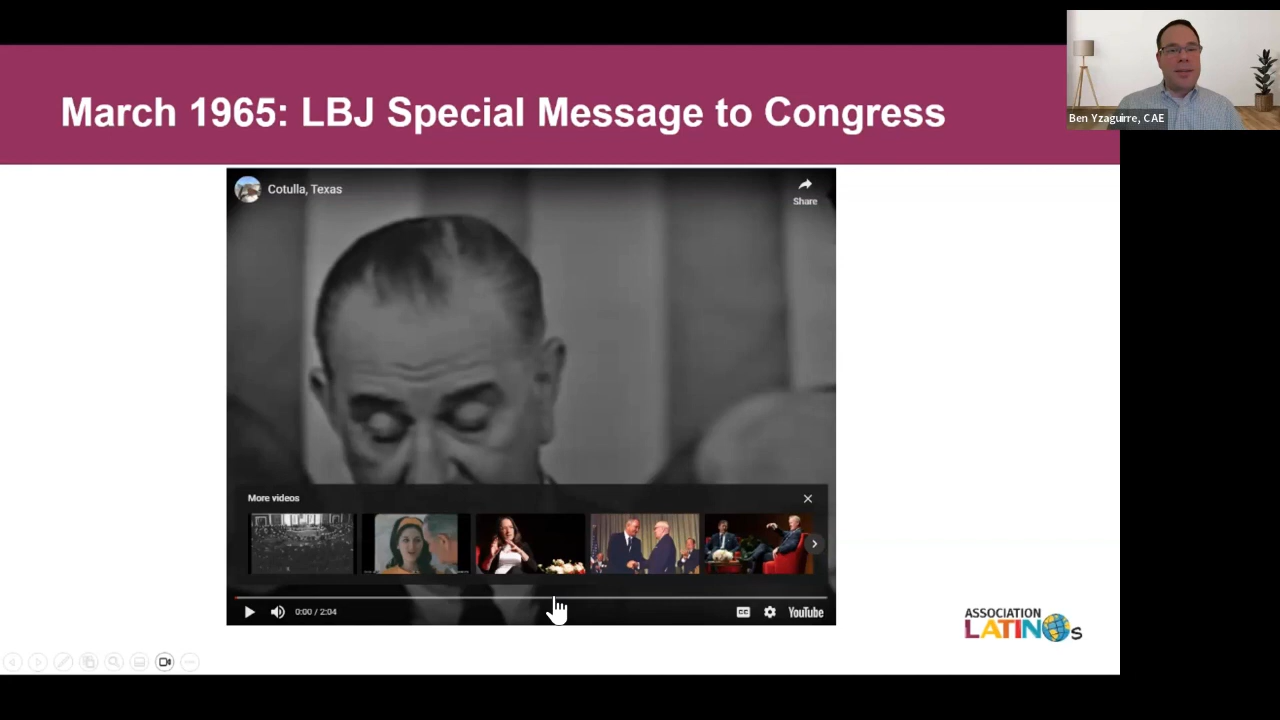 March 1965: LBJ Special Message to Congress
Ben Yzaguirre, CAE
Cotulla, Texas
Share
More videos
0:00 / 2:04
CC
YouTube
ASSOCIATION
LATINOs